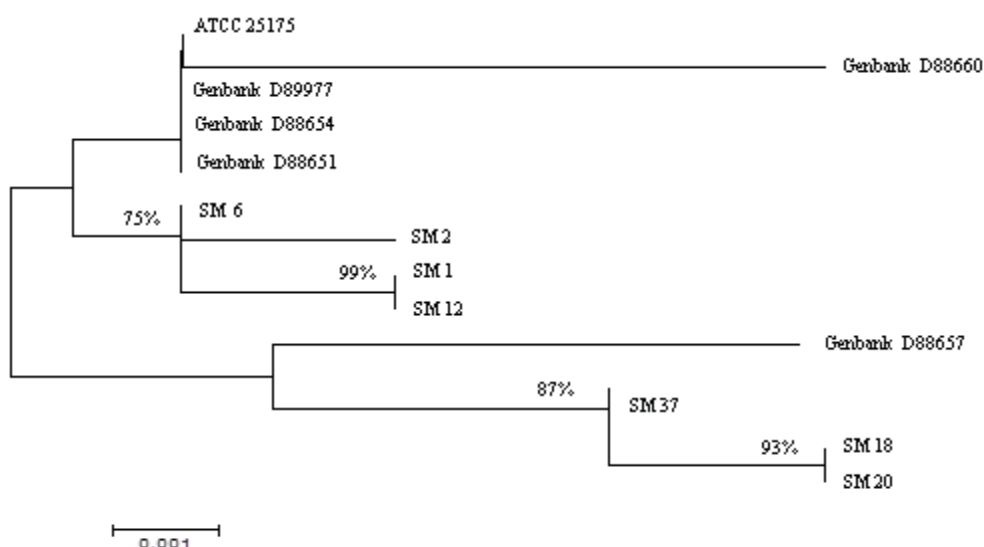 ATCC 25175
Genbank D88660
Genbank D89977
Genbank D88654
Genbank D88651
SM 6
75%
SM 2
99%
SM 1
SM 12
Genbank D88657
87%
SM 37
93%
SM 18
SM 20